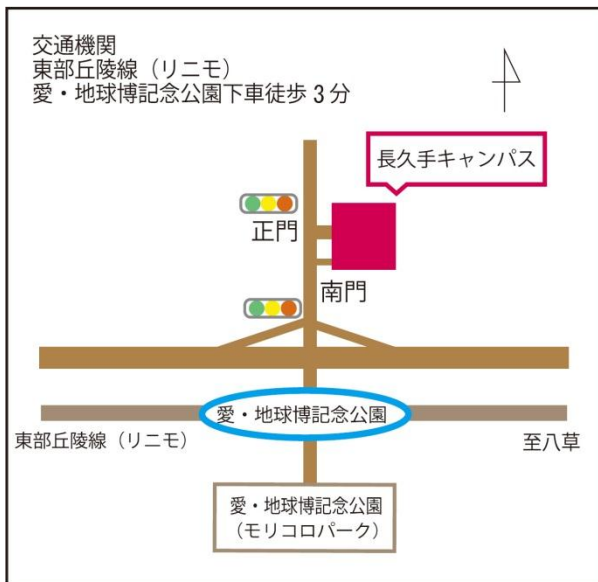 交通機関
東部丘陵線（リニモ）
愛・地球博記念公園下車徒歩 3 分
長久手キャンパス
正門
南門
愛・地球博記念公園
東部丘陵線（リニモ）
至八草
愛・地球博記念公園
（モリコロパーク）